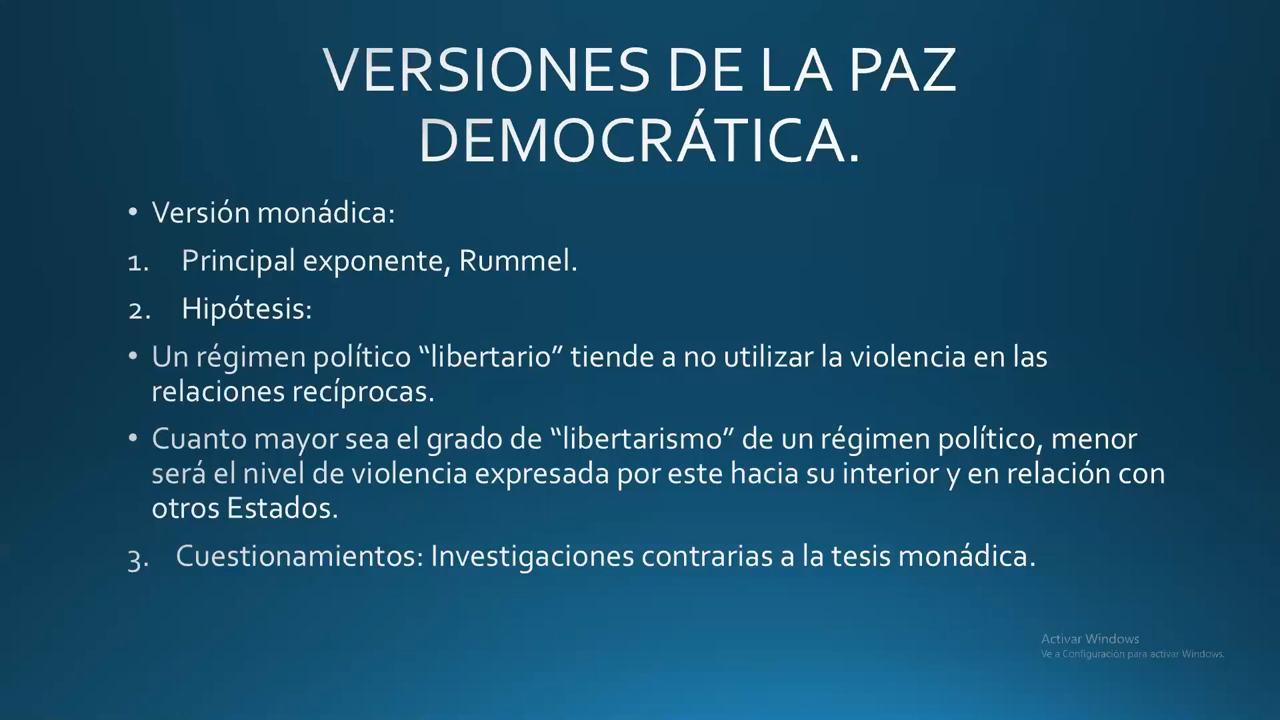 VERSIONES DE LA PAZ
DEMOCRÁTICA.
• Versión monádica:
1. Principal exponente, Rummel.
2. Hipótesis:
• Un régimen político “libertario” tiende a no utilizar la violencia en las
relaciones recíprocas.
• Cuanto mayor sea el grado de “libertarismo” de un régimen político, menor
será el nivel de violencia expresada por este hacia su interior y en relación con
otros Estados.
3. Cuestionamientos: Investigaciones contrarias a la tesis monádica.
Activar Windows
Ve a Configuración para activar Windows.